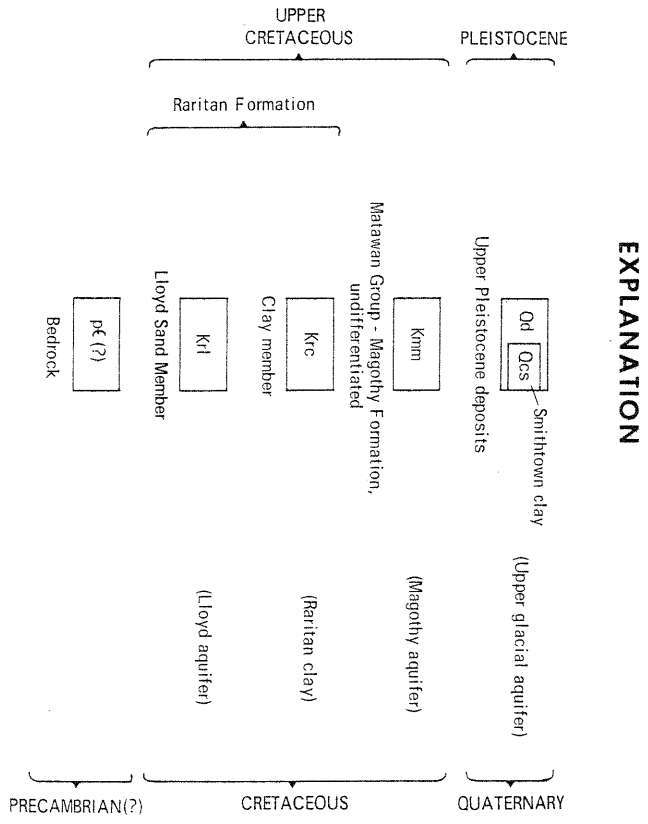 EXPLANATION
UPPER
CRETACEOUS
PLEISTOCENE
Raritan Formation
Qd
Qcs
Smithtown clay
Upper Pleistocene deposits
(Upper glacial aquifer)
QUATERNARY
Kmm
Matawan Group - Magothy Formation,
undifferentiated
(Magothy aquifer)
Krc
Clay member
(Raritan clay)
Krl
Lloyd Sand Member
(Lloyd aquifer)
CRETACEOUS
p€(?)
Bedrock
PRECAMBRIAN(?)